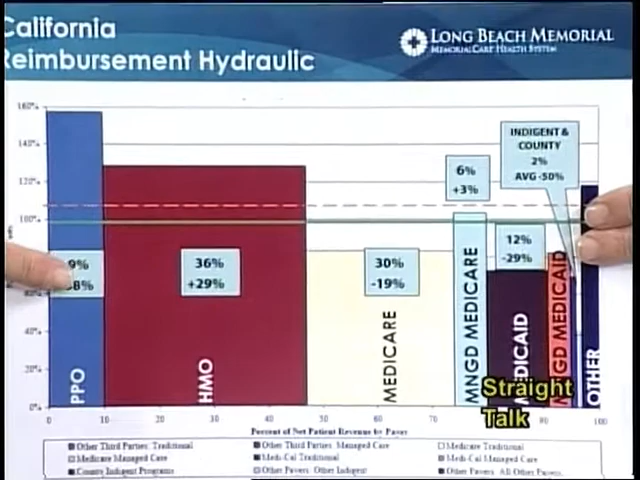 California
Reimbursement Hydraulic
LONG BEACH MEMORIAL
MEMORIALCARE HEALTH SYSTEM
160%
140%
120%
100%
40%
20%
0%
INDIGENT &
COUNTY
2%
AVG -50%
6%
+3%
9%
8%
36%
+29%
30%
-19%
12%
-29%
PPO
HMO
MEDICARE
MNGD MEDICARE
MEDICAID
MNGD MEDICAID
OTHER
Straight
Talk
0 10 20 30 40 50 60 70 80 90 100
Percent of Net Patient Revenue by Payer
Other Third Parties Traditional
Other Third Parties Managed Care
Medicare Traditional
Medicare Managed Care
Medi-Cal Traditional
Medi-Cal Managed Care
County Indigent Programs
Other Payers Other Indigent
Other Payers All Other Payers